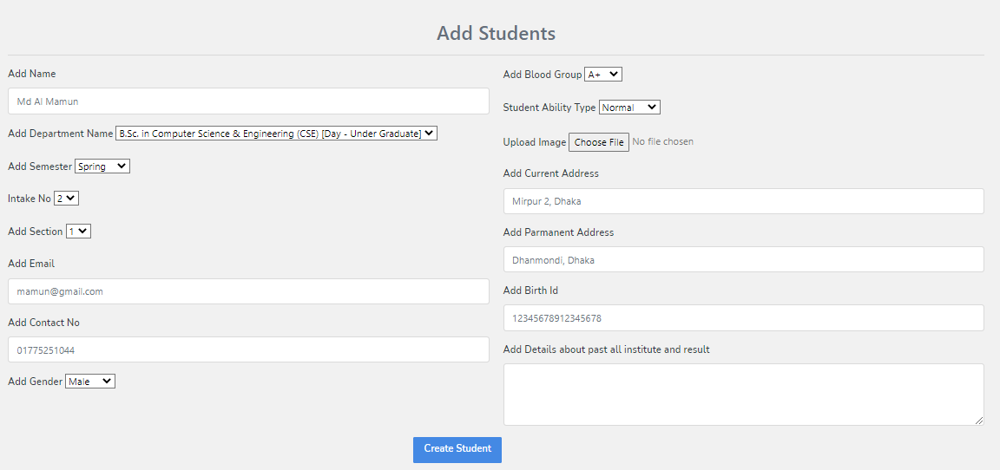 Add Students
Add Name
Md Al Mamun
Add Department Name B.Sc. in Computer Science & Engineering (CSE) [Day - Under Graduate]
Add Semester Spring
Intake No 2
Add Section 1
Add Email
mamun@gmail.com
Add Contact No
01775251044
Add Gender Male
Add Blood Group A+
Student Ability Type Normal
Upload Image Choose File No file chosen
Add Current Address
Mirpur 2, Dhaka
Add Parmanent Address
Dhanmondi, Dhaka
Add Birth Id
12345678912345678
Add Details about past all institute and result
Create Student